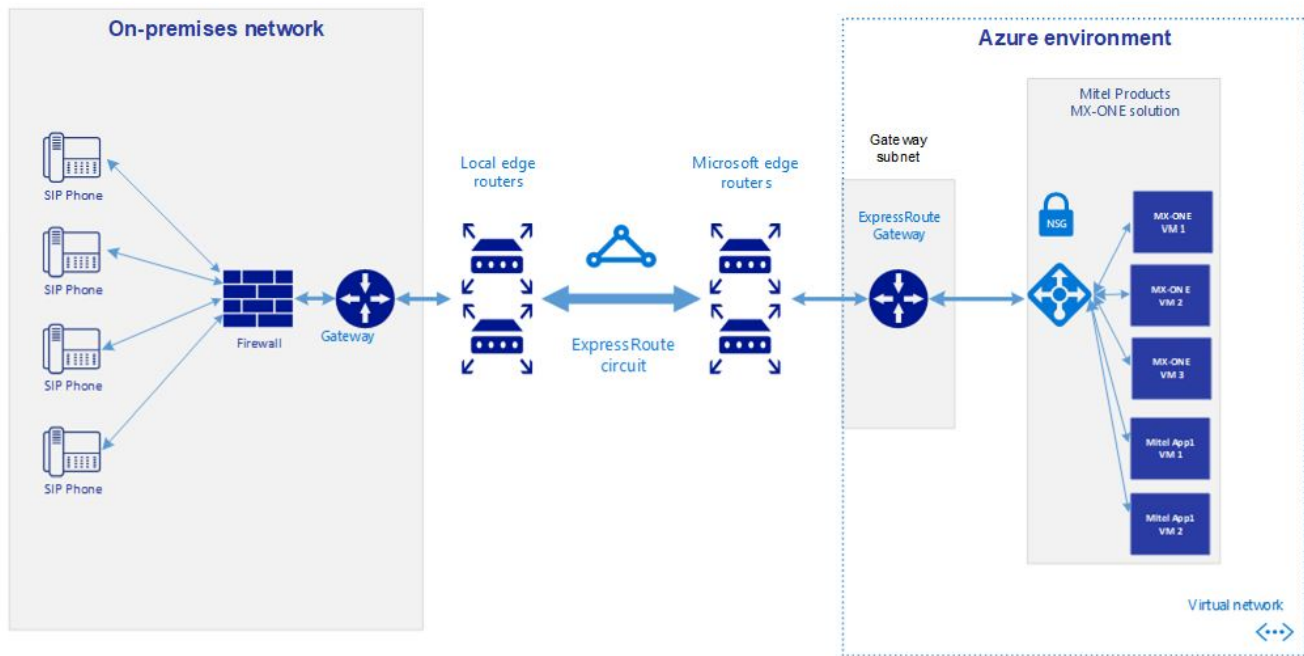 On-premises network
SIP Phone
SIP Phone
SIP Phone
SIP Phone
Firewall
Gateway
Local edge
routers
ExpressRoute
circuit
Microsoft edge
routers
Azure environment
Gateway
subnet
ExpressRoute
Gateway
Mitel Products
MX-ONE solution
NSG
MX-ONE
VM 1
MX-ONE
VM 2
MX-ONE
VM 3
Mitel App1
VM 1
Mitel App1
VM 2
Virtual network